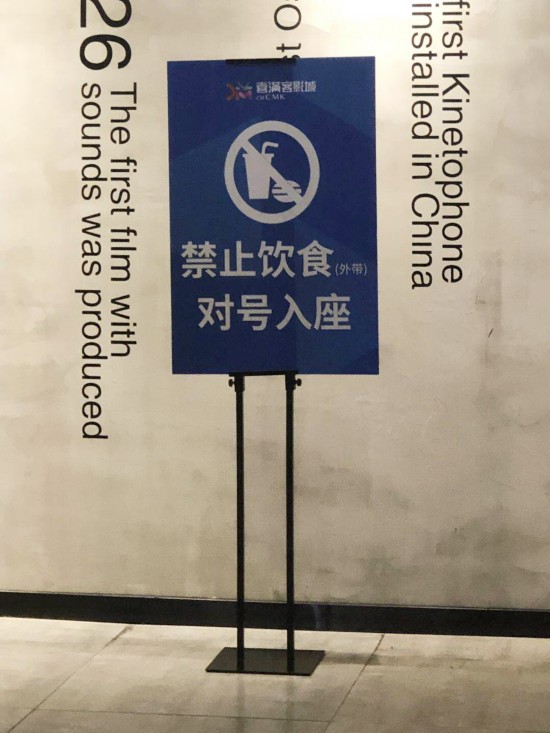 喜满客影城
CJCMK
禁止饮食(外带)
对号入座
26
The first film with
sounds was produced
first Kinetophone
installed in China